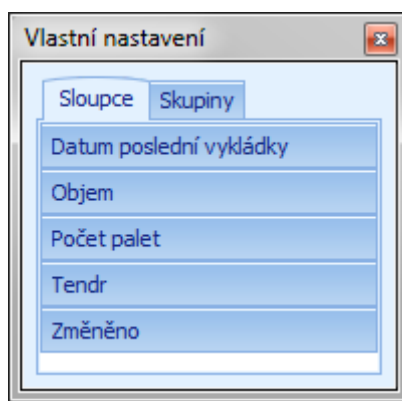 Vlastní nastavení
Sloupce Skupiny
Datum poslední vykládky
Objem
Počet palet
Tendr
Změněno